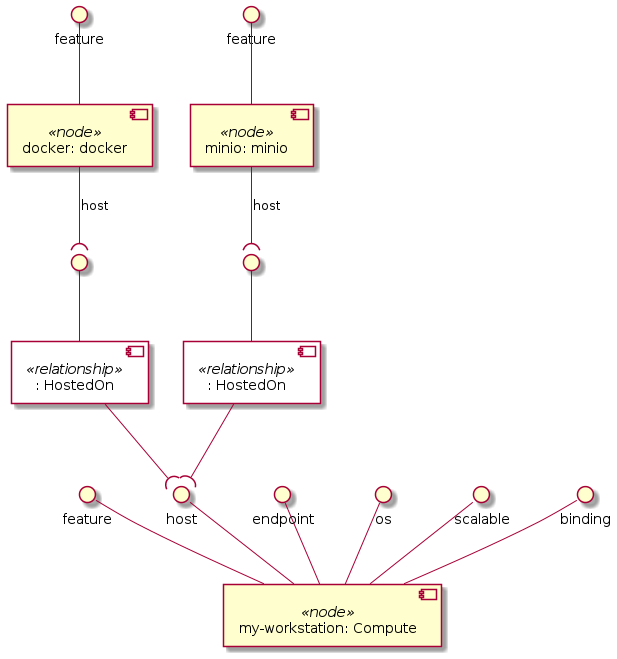 feature
feature
«node»
docker: docker
«node»
minio: minio
host
host
«relationship»
: HostedOn
«relationship»
: HostedOn
feature
host
endpoint
os
scalable
binding
«node»
my-workstation: Compute